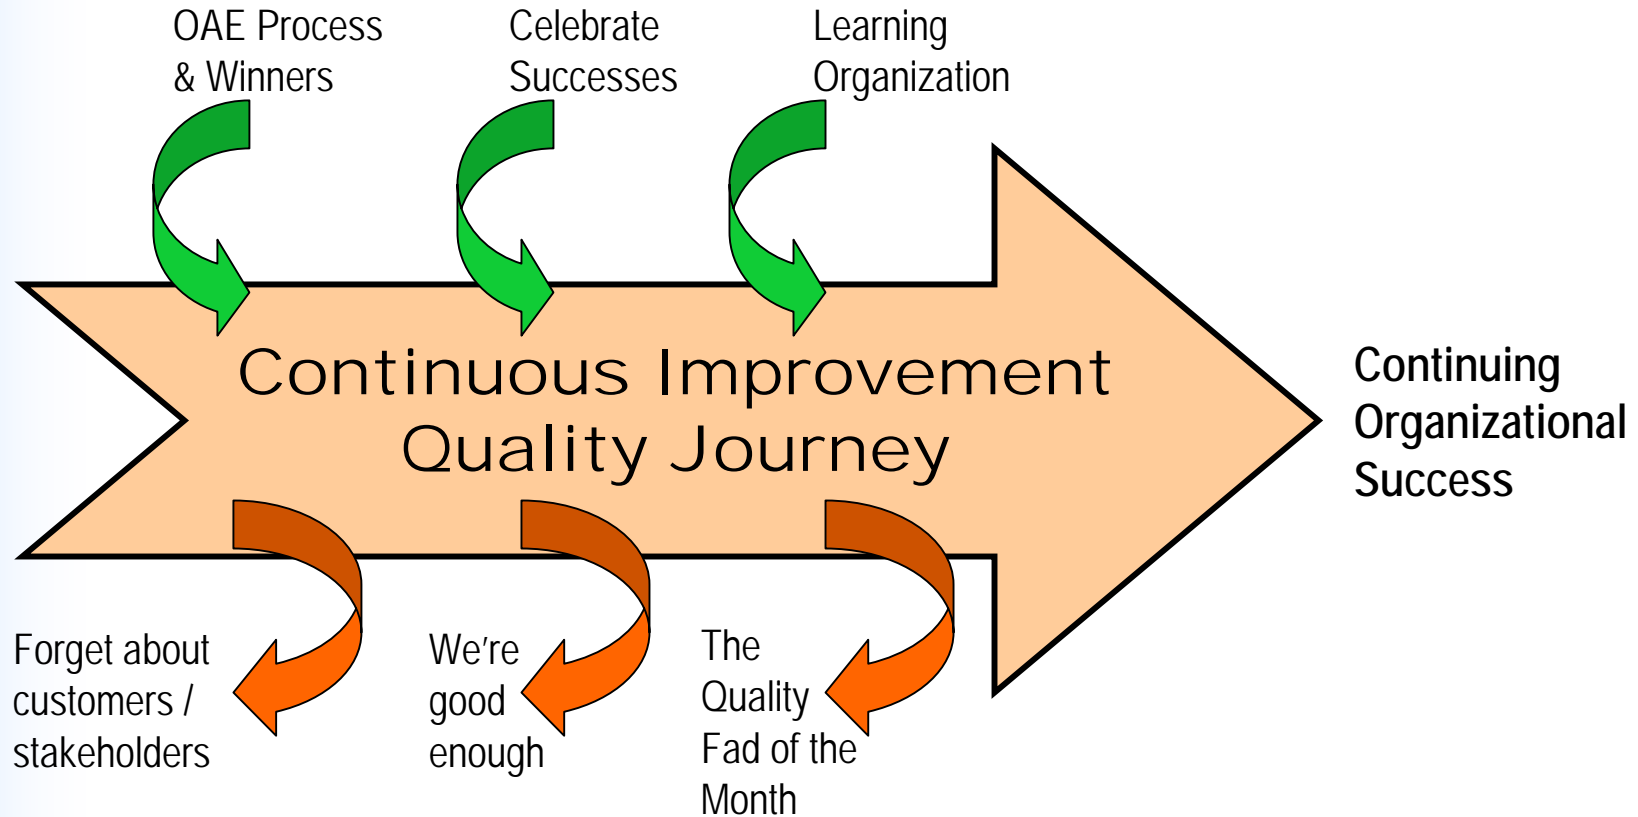 OAE Process
& Winners
Celebrate
Successes
Learning
Organization
Continuous Improvement
Quality Journey
Continuing
Organizational
Success
Forget about
customers /
stakeholders
We’re
good
enough
The
Quality
Fad of the
Month